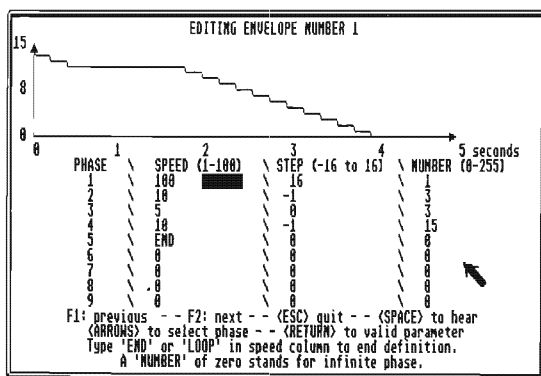 EDITING ENVELOPE NUMBER 1
15
8
0
0 1 2 3 4 5 seconds
PHASE \ SPEED (1-100) \ STEP (-16 to 16) \ NUMBER (0-255)
1 \ 100 \ 16 \ 1
2 \ 10 \ -1 \ 3
3 \ 5 \ 0 \ 3
4 \ 10 \ -1 \ 15
5 \ END \ 0 \ 0
6 \ 0 \ 0 \ 0
7 \ 0 \ 0 \ 0
8 \ .0 \ 0 \ 0
9 \ 0 \ 0 \ 0
F1: previous - - F2: next - - <ESC> quit - - <SPACE> to hear
<ARROWS> to select phase - - <RETURN> to valid parameter
Type 'END' or 'LOOP' in speed column to end definition.
A 'NUMBER' of zero stands for infinite phase.